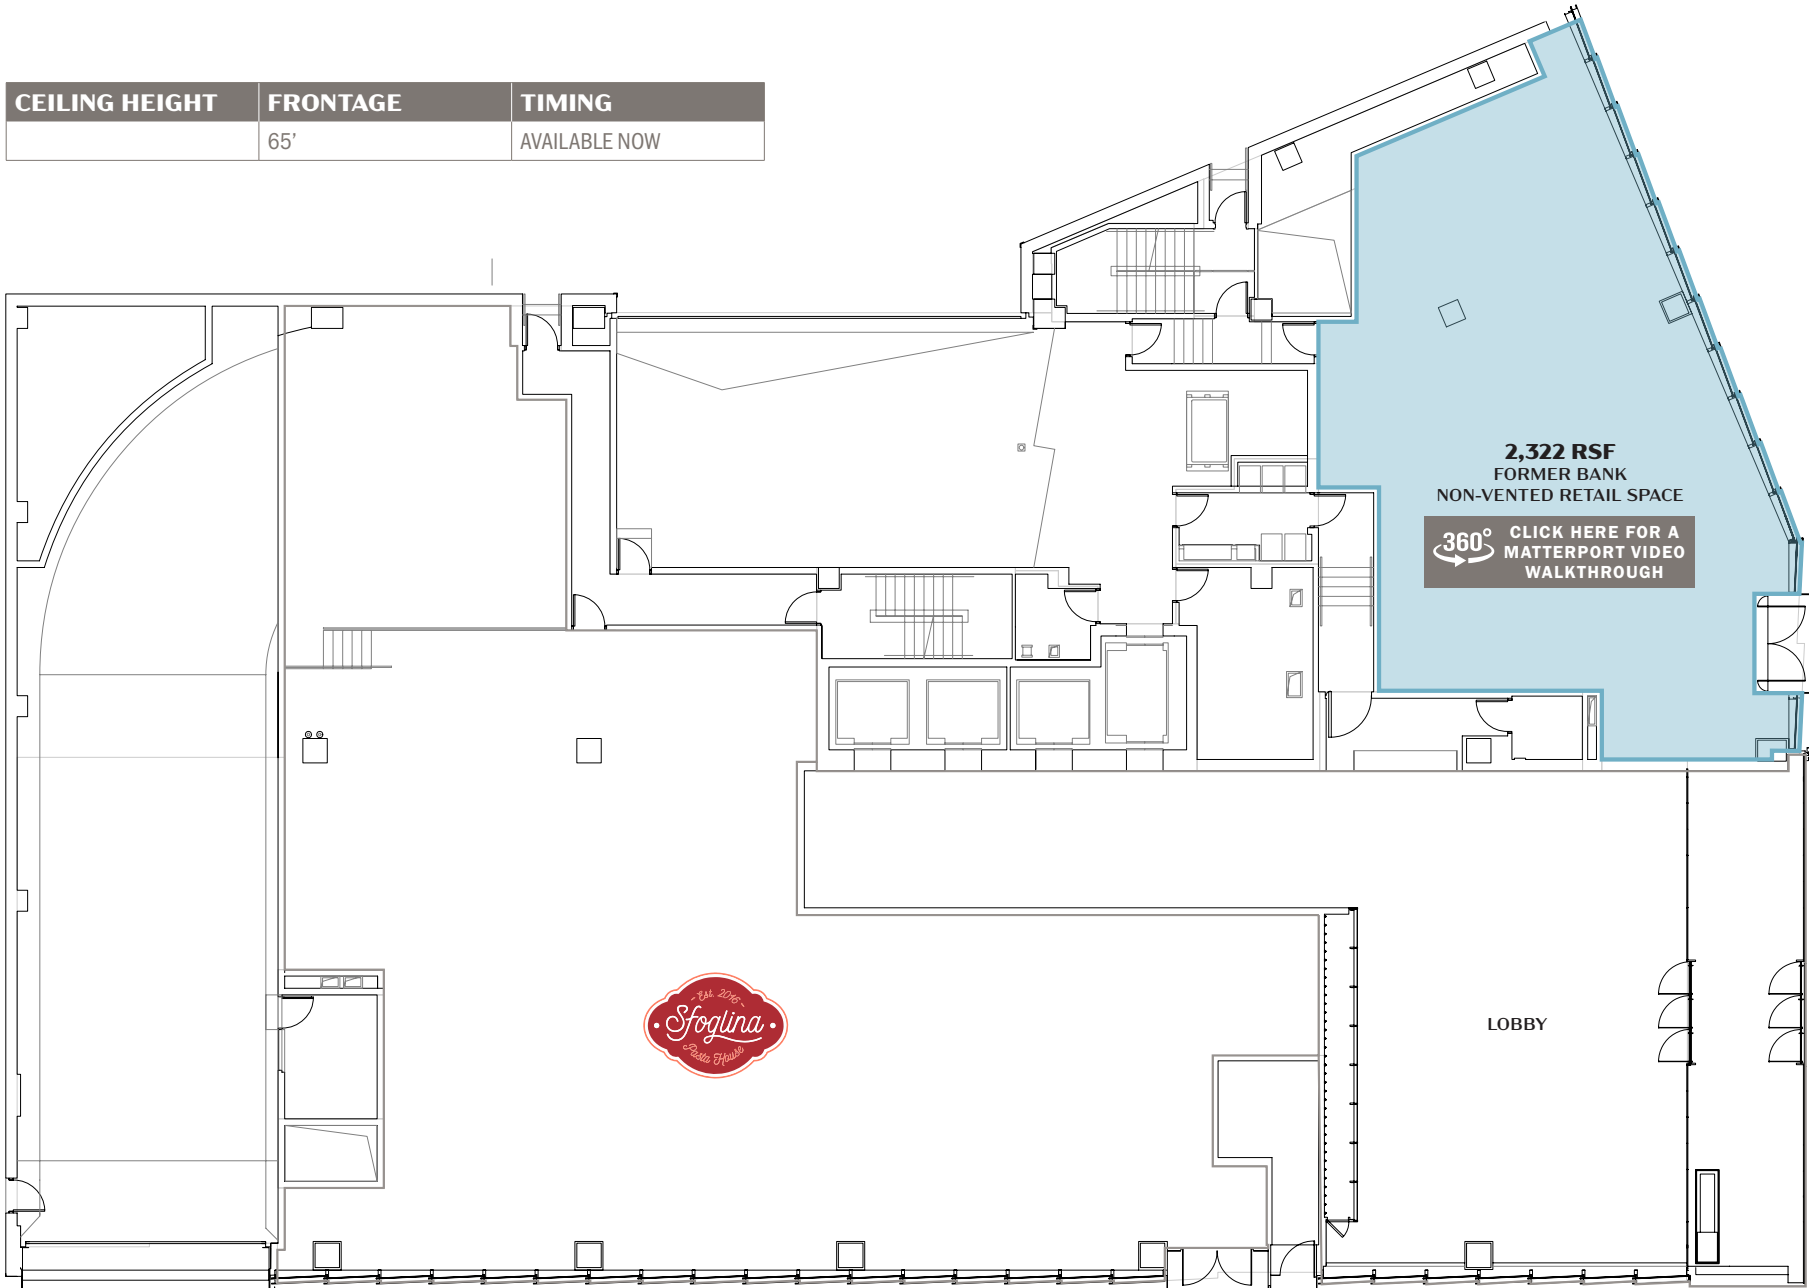 CEILING HEIGHT FRONTAGE TIMING
65’ AVAILABLE NOW
2,322 RSF
FORMER BANK
NON-VENTED RETAIL SPACE
360° CLICK HERE FOR A
MATTERPORT VIDEO
WALKTHROUGH
- Est. 2016 -
Sfoglina
Pasta House
LOBBY